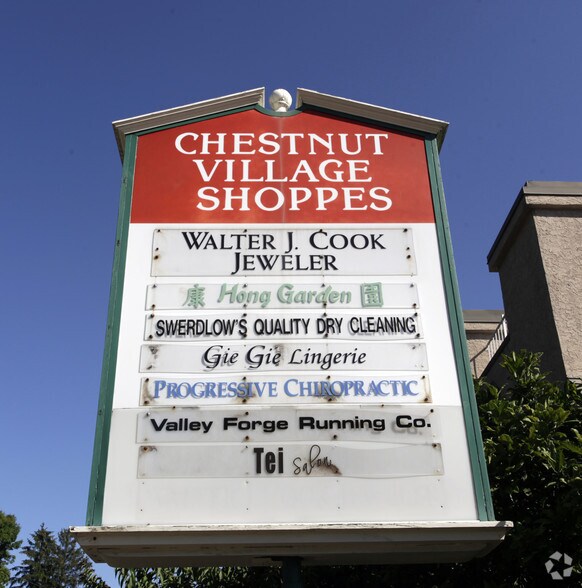 CHESTNUT
VILLAGE
SHOPPES
WALTER J. COOK
JEWELER
康 Hong Garden 園
SWERDLOW'S QUALITY DRY CLEANING
Gie Gie Lingerie
PROGRESSIVE CHIROPRACTIC
Valley Forge Running Co.
Tei Salon